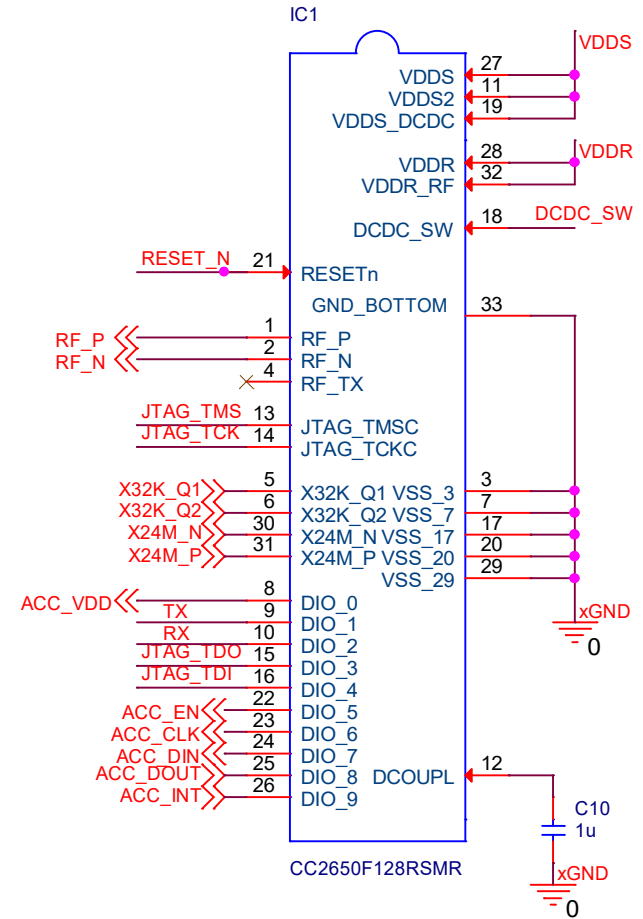 IC1
VDDS
VDDS 27
VDDS2 11
VDDS_DCDC 19
VDDR
VDDR 28
VDDR_RF 32
DCDC_SW 18 DCDC_SW
RESET_N 21 RESETn
GND_BOTTOM 33
RF_P 1 RF_P
RF_N 2 RF_N
4 RF_TX
JTAG_TMS 13 JTAG_TMSC
JTAG_TCK 14 JTAG_TCKC
X32K_Q1 5 X32K_Q1 VSS_3 3
X32K_Q2 6 X32K_Q2 VSS_7 7
X24M_N 30 X24M_N VSS_17 17
X24M_P 31 X24M_P VSS_20 20
VSS_29 29
ACC_VDD 8 DIO_0
xGND
0
TX 9 DIO_1
RX 10 DIO_2
JTAG_TDO 15 DIO_3
JTAG_TDI 16 DIO_4
ACC_EN 22 DIO_5
ACC_CLK 23 DIO_6
ACC_DIN 24 DIO_7
ACC_DOUT 25 DIO_8 DCOUPL 12
ACC_INT 26 DIO_9
C10
1u
CC2650F128RSMR
xGND
0